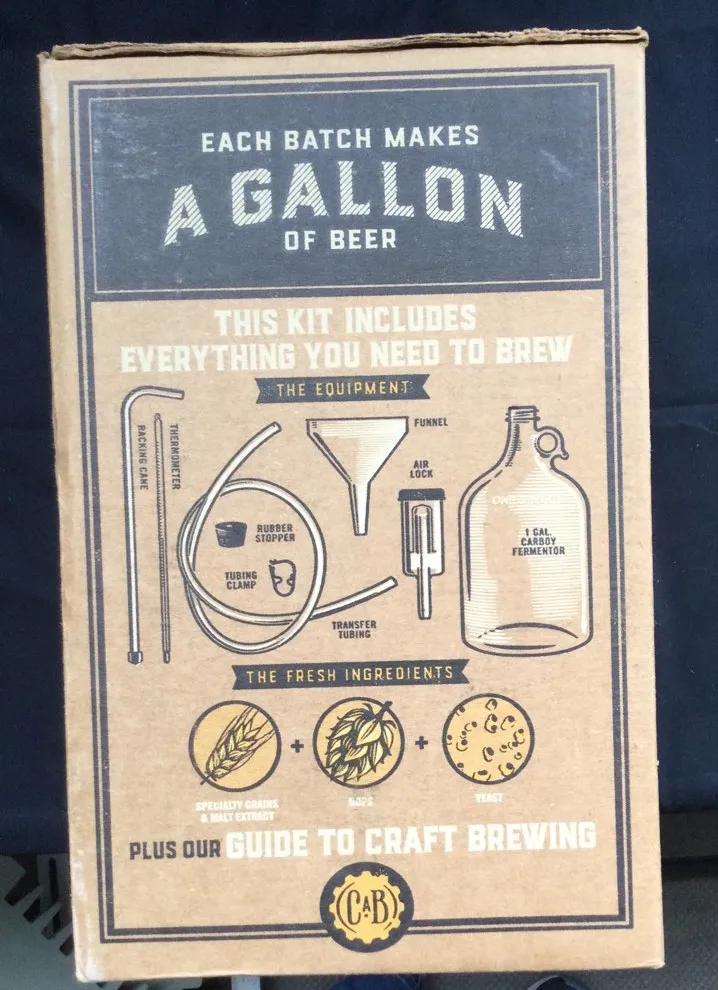 EACH BATCH MAKES
A GALLON
OF BEER
THIS KIT INCLUDES
EVERYTHING YOU NEED TO BREW
THE EQUIPMENT
RACKING CANE
THERMOMETER
FUNNEL
AIR
LOCK
RUBBER
STOPPER
TUBING
CLAMP
1 GAL.
CARBOY
FERMENTOR
TRANSFER
TUBING
THE FRESH INGREDIENTS
+
+
SPECIALTY GRAINS
& MALT EXTRACT
HOPS
YEAST
PLUS OUR GUIDE TO CRAFT BREWING
CAB